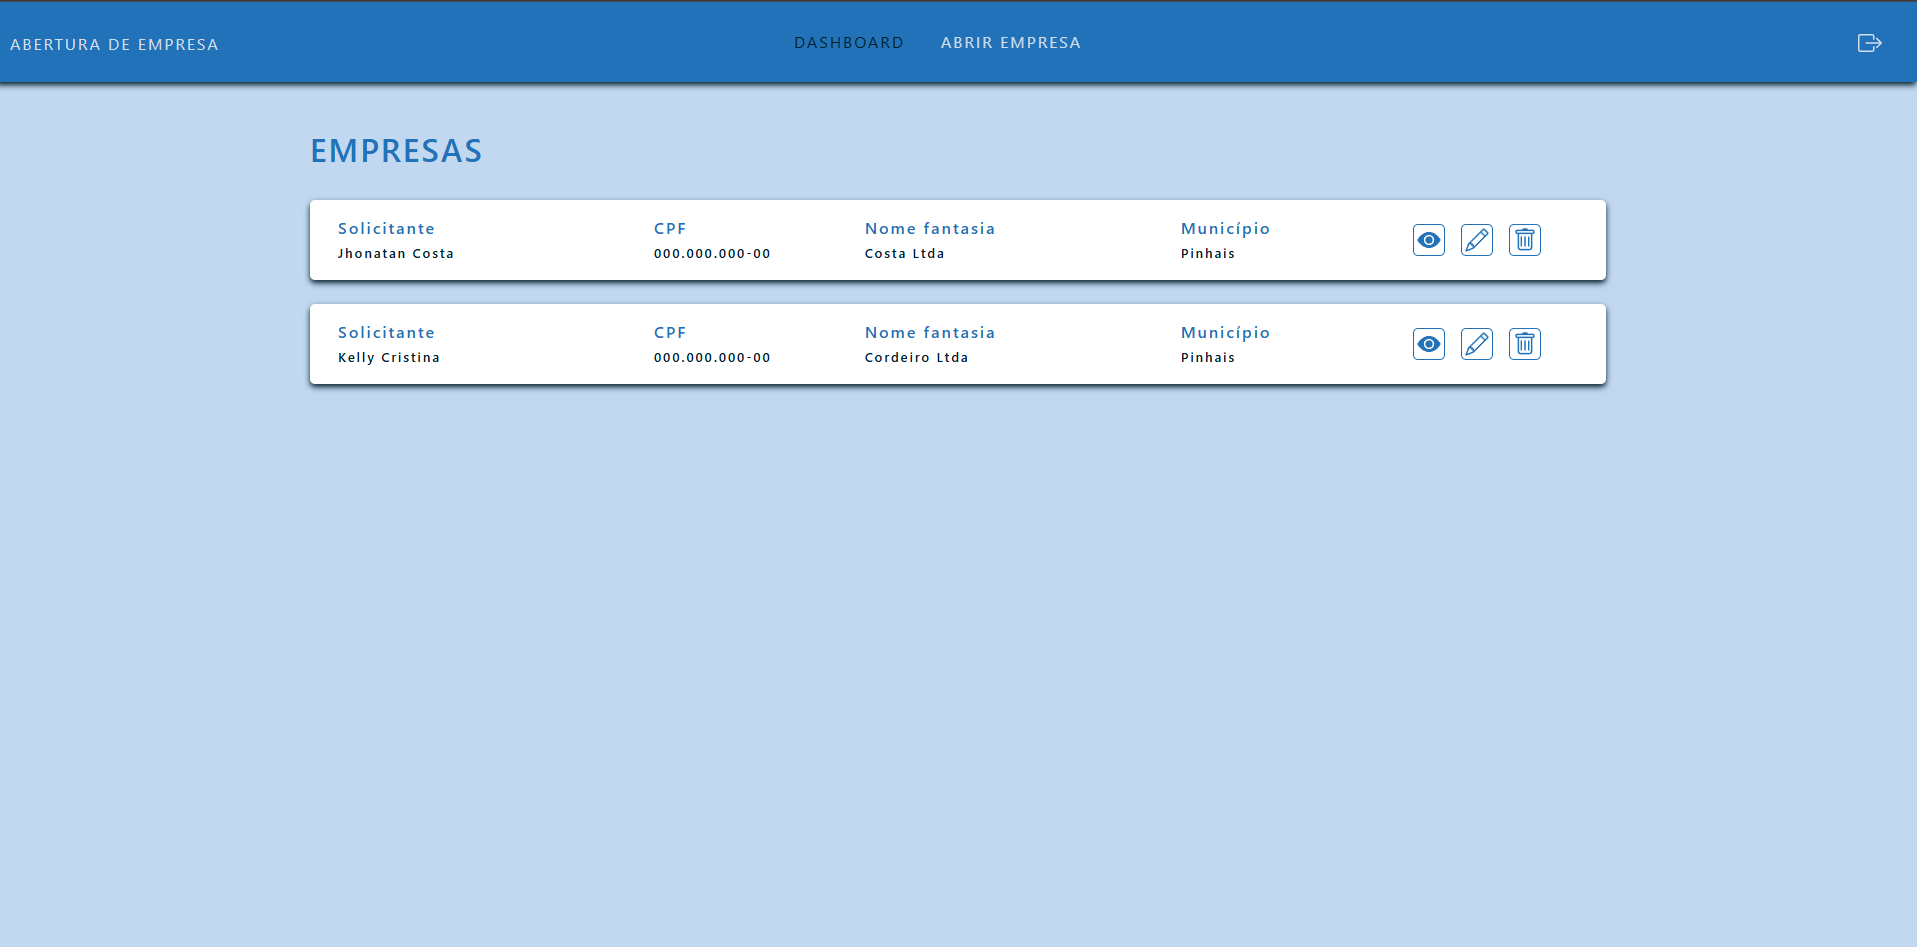 ABERTURA DE EMPRESA
DASHBOARD ABRIR EMPRESA
EMPRESAS
Solicitante CPF Nome fantasia Município
Jhonatan Costa 000.000.000-00 Costa Ltda Pinhais
Solicitante CPF Nome fantasia Município
Kelly Cristina 000.000.000-00 Cordeiro Ltda Pinhais